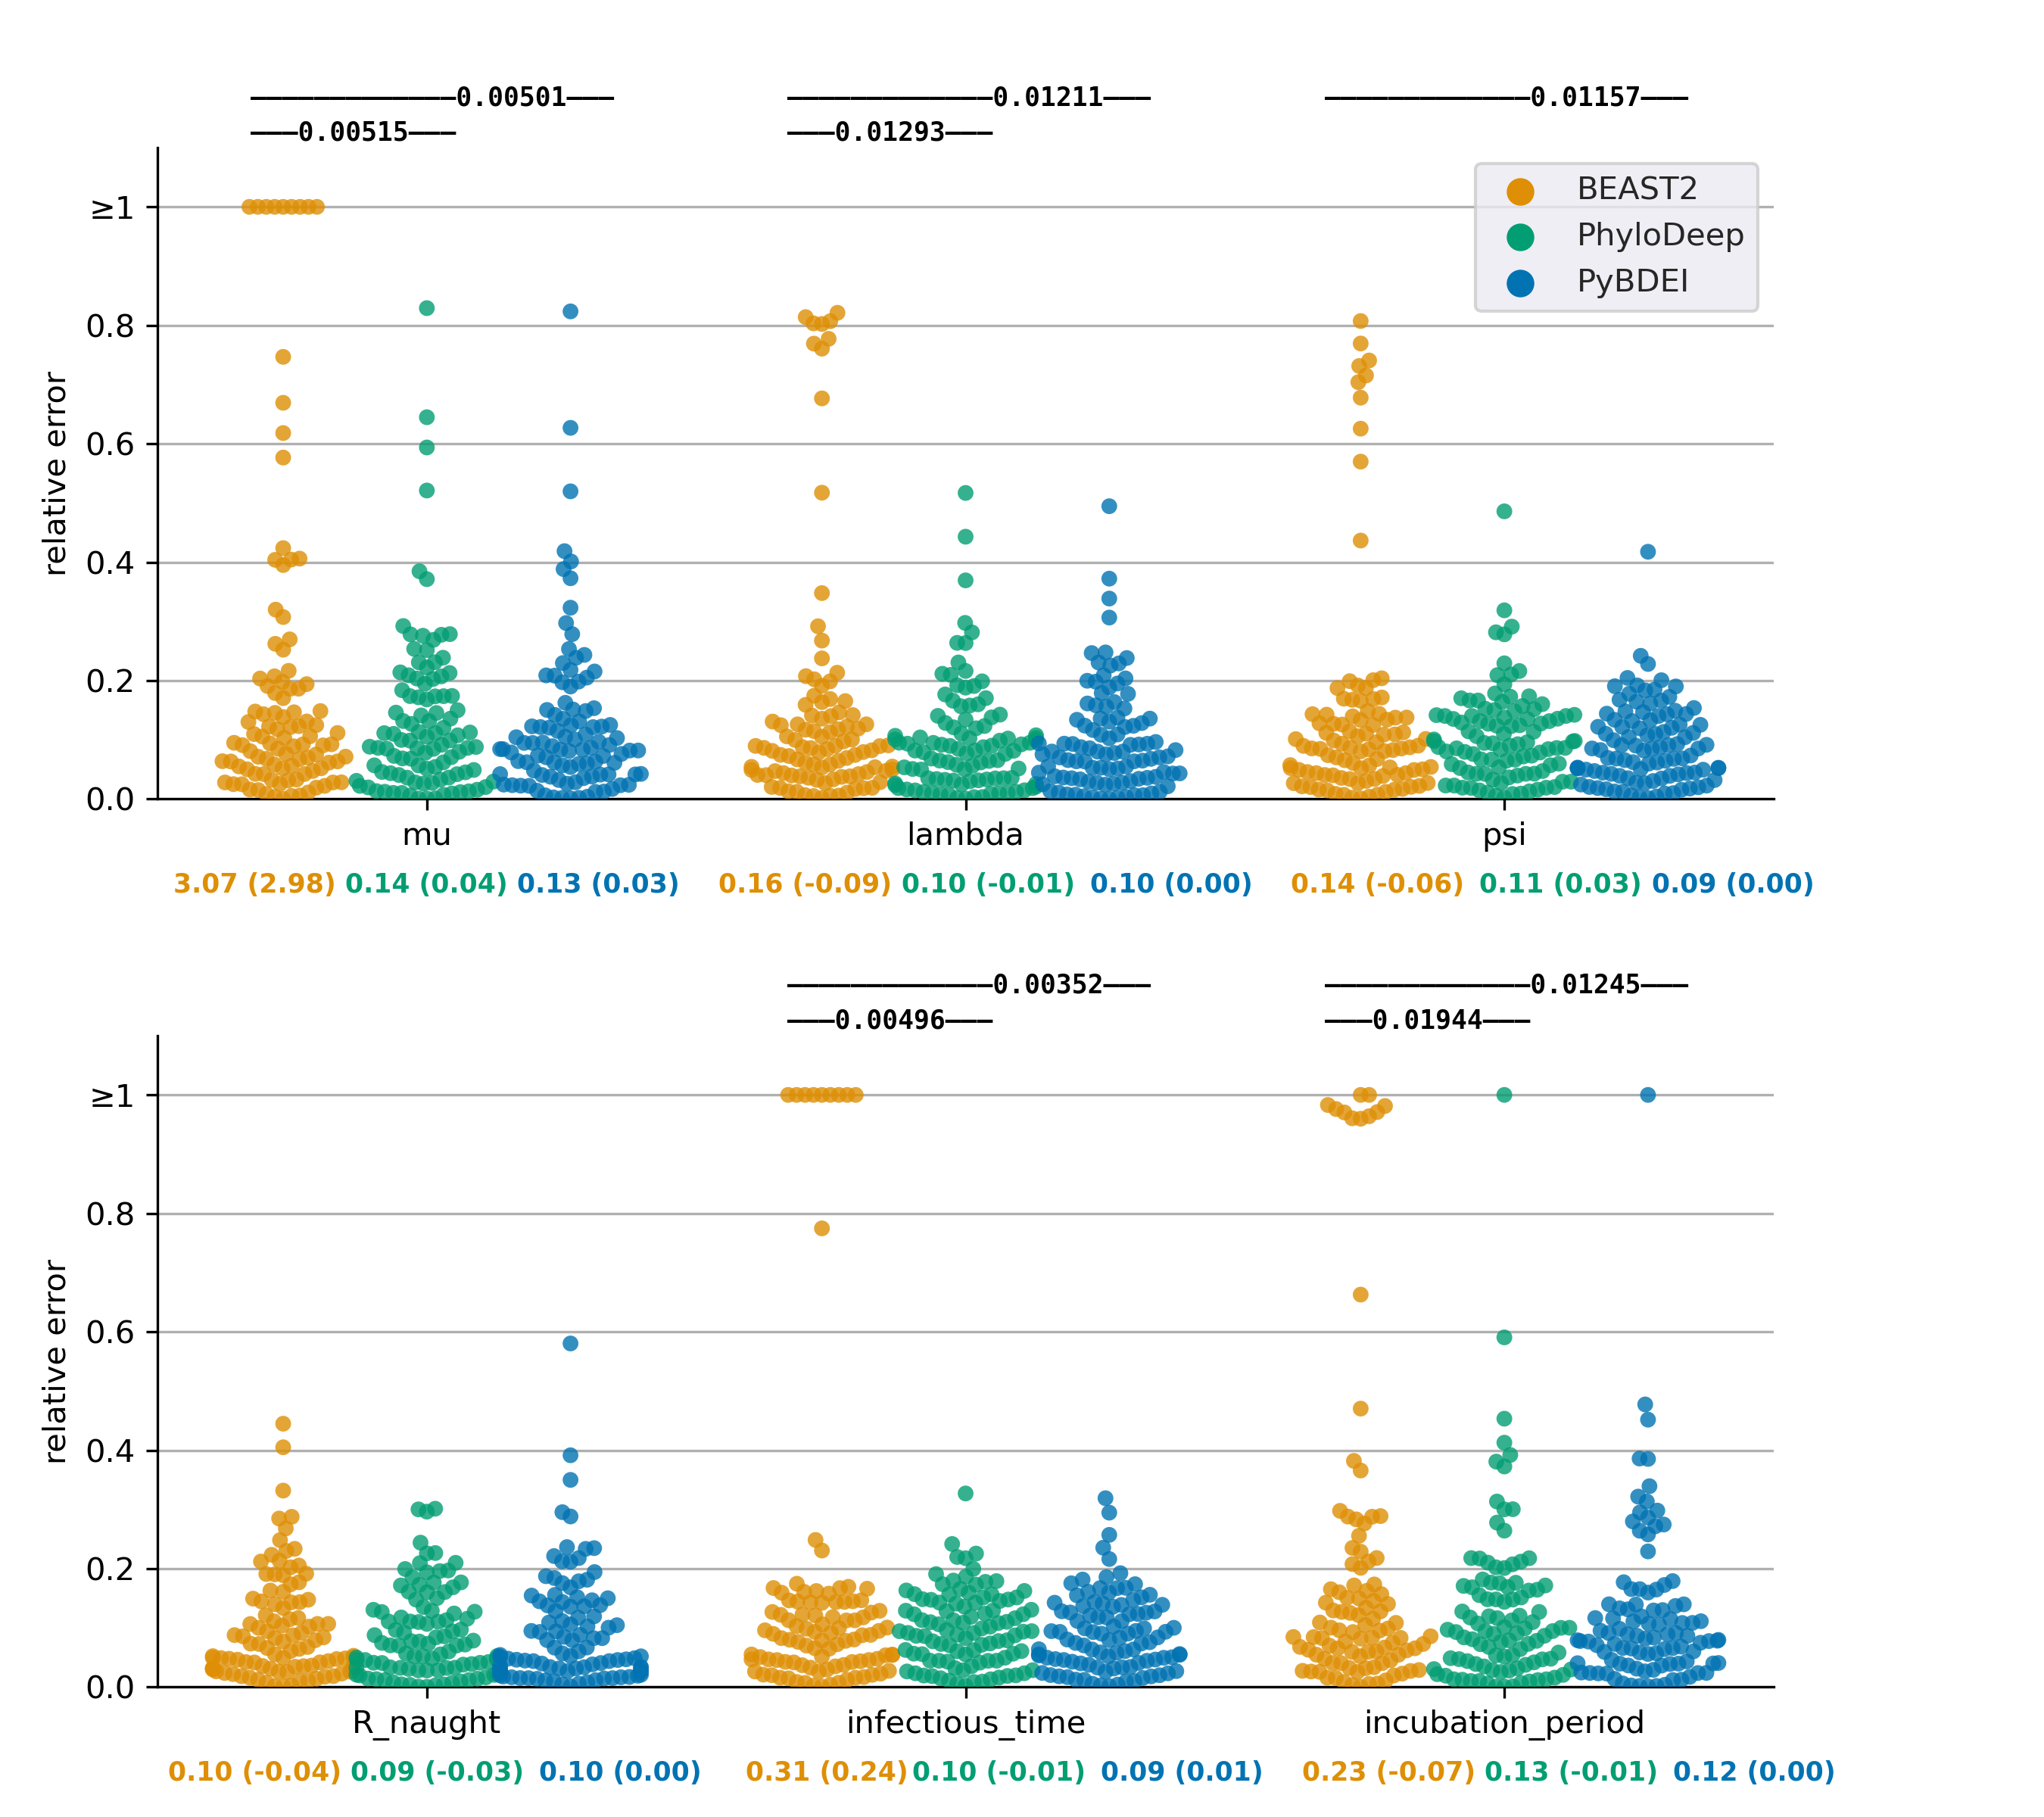 0.00501
0.01211
0.01157
0.00515
0.01293
BEAST2
PhyloDeep
PyBDEI
≥1
0.8
0.6
0.4
0.2
0.0
relative error
mu
lambda
psi
3.07 (2.98) 0.14 (0.04) 0.13 (0.03) 0.16 (-0.09) 0.10 (-0.01) 0.10 (0.00) 0.14 (-0.06) 0.11 (0.03) 0.09 (0.00)
0.00352
0.01245
0.00496
0.01944
≥1
0.8
0.6
0.4
0.2
0.0
relative error
R_naught
infectious_time
incubation_period
0.10 (-0.04) 0.09 (-0.03) 0.10 (0.00) 0.31 (0.24) 0.10 (-0.01) 0.09 (0.01) 0.23 (-0.07) 0.13 (-0.01) 0.12 (0.00)